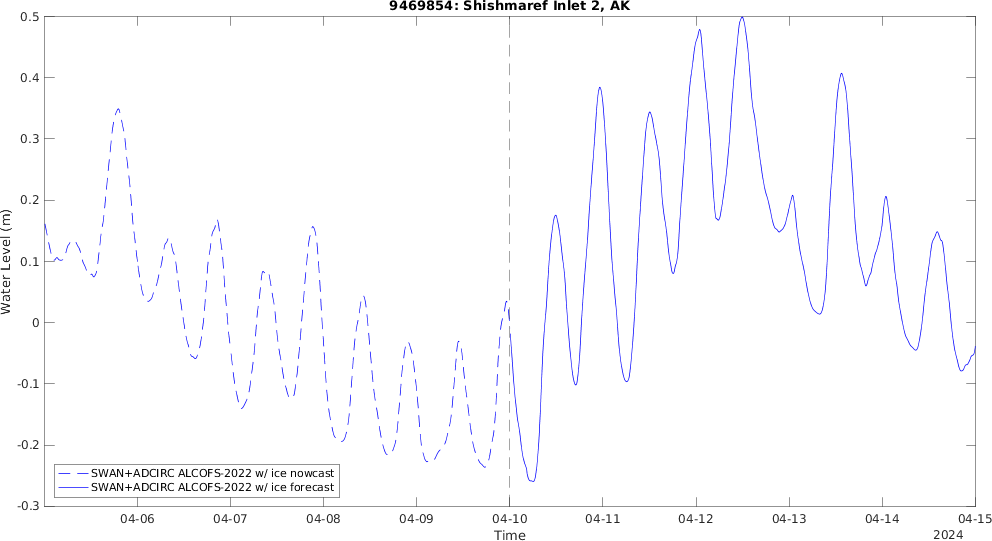 9469854: Shishmaref Inlet 2, AK
0.5
0.4
0.3
0.2
0.1
0
-0.1
-0.2
-0.3
Water Level (m)
SWAN+ADCIRC ALCOFS-2022 w/ ice nowcast
SWAN+ADCIRC ALCOFS-2022 w/ ice forecast
04-06 04-07 04-08 04-09 04-10 04-11 04-12 04-13 04-14 04-15
Time
2024